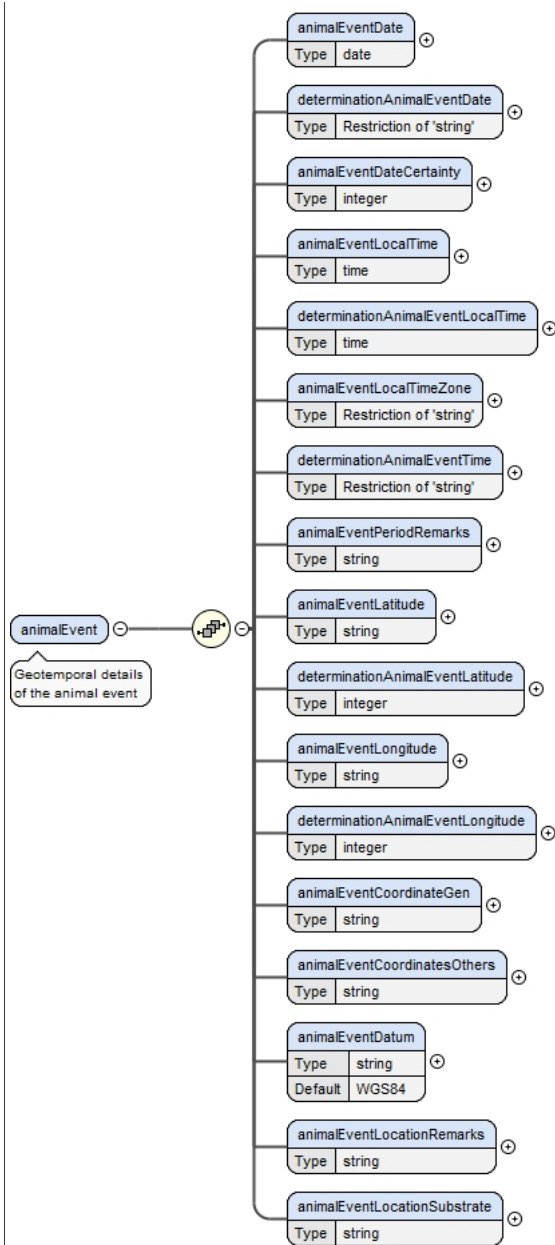 animalEventDate
Type date
determinationAnimalEventDate
Type Restriction of 'string'
animalEventDateCertainty
Type integer
animalEventLocalTime
Type time
determinationAnimalEventLocalTime
Type time
animalEventLocalTimeZone
Type Restriction of 'string'
determinationAnimalEventTime
Type Restriction of 'string'
animalEventPeriodRemarks
Type string
animalEventLatitude
Type string
animalEvent
Geotemporal details
of the animal event
determinationAnimalEventLatitude
Type integer
animalEventLongitude
Type string
determinationAnimalEventLongitude
Type integer
animalEventCoordinateGen
Type string
animalEventCoordinatesOthers
Type string
animalEventDatum
Type string
Default WGS84
animalEventLocationRemarks
Type string
animalEventLocationSubstrate
Type string